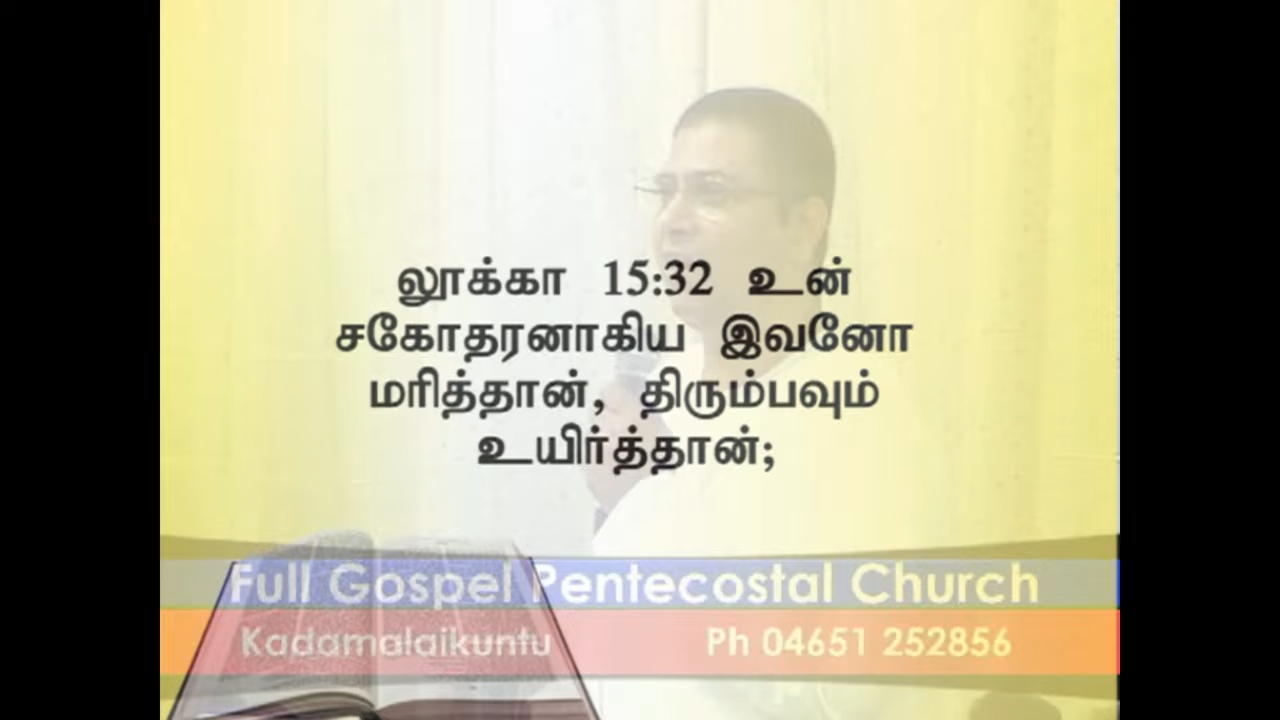 லூக்கா 15:32 உன்
சகோதரனாகிய இவனோ
மரித்தான், திரும்பவும்
உயிர்த்தான்;
Full Gospel Pentecostal Church
Kadamalaikuntu Ph 04651 252856